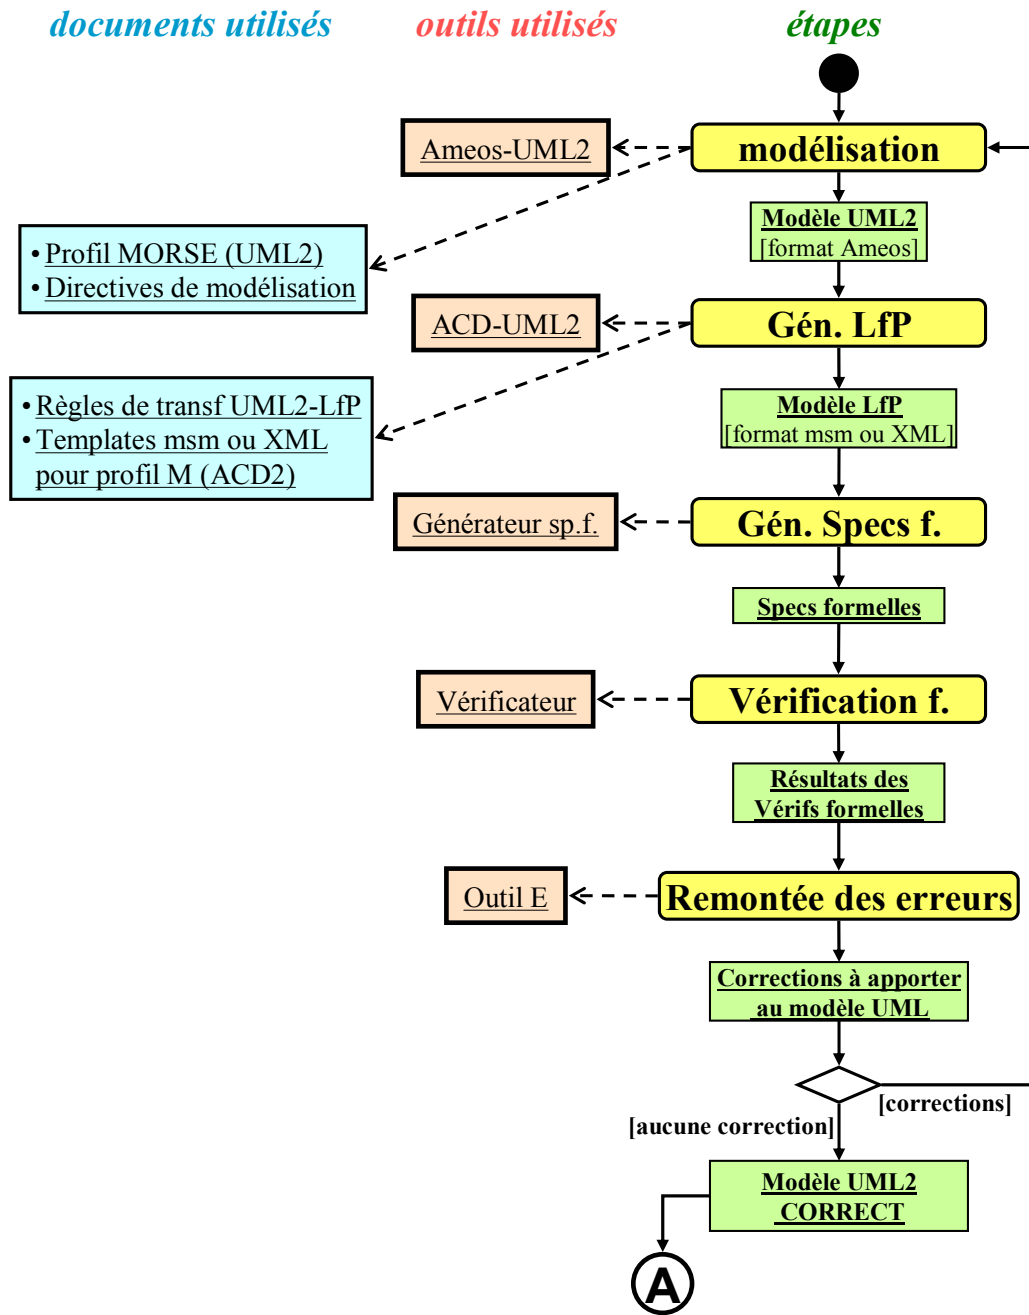 documents utilisés
outils utilisés
étapes
Ameos-UML2
modélisation
Modèle UML2
[format Ameos]
• Profil MORSE (UML2)
• Directives de modélisation
ACD-UML2
Gén. LfP
• Règles de transf UML2-LfP
• Templates msm ou XML
pour profil M (ACD2)
Modèle LfP
[format msm ou XML]
Générateur sp.f.
Gén. Specs f.
Specs formelles
Vérificateur
Vérification f.
Résultats des
Vérifs formelles
Outil E
Remontée des erreurs
Corrections à apporter
au modèle UML
[corrections]
[aucune correction]
Modèle UML2
CORRECT
A